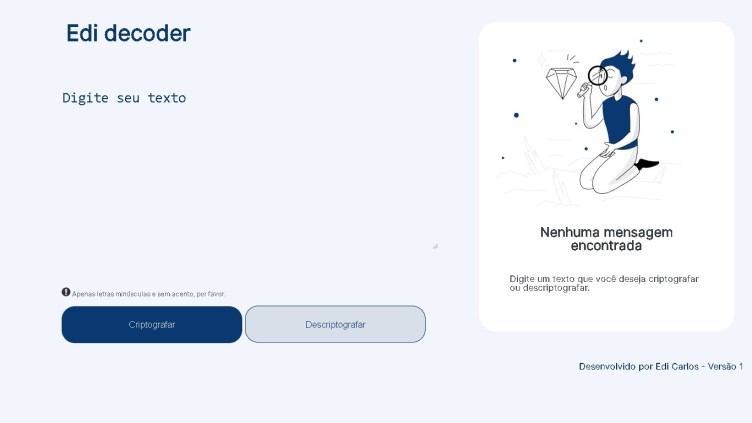 Edi decoder
Digite seu texto
Apenas letras minúsculas e sem acento, por favor.
Criptografar
Descriptografar
Nenhuma mensagem
encontrada
Digite um texto que você deseja criptografar
ou descriptografar.
Desenvolvido por Edi Carlos - Versão 1